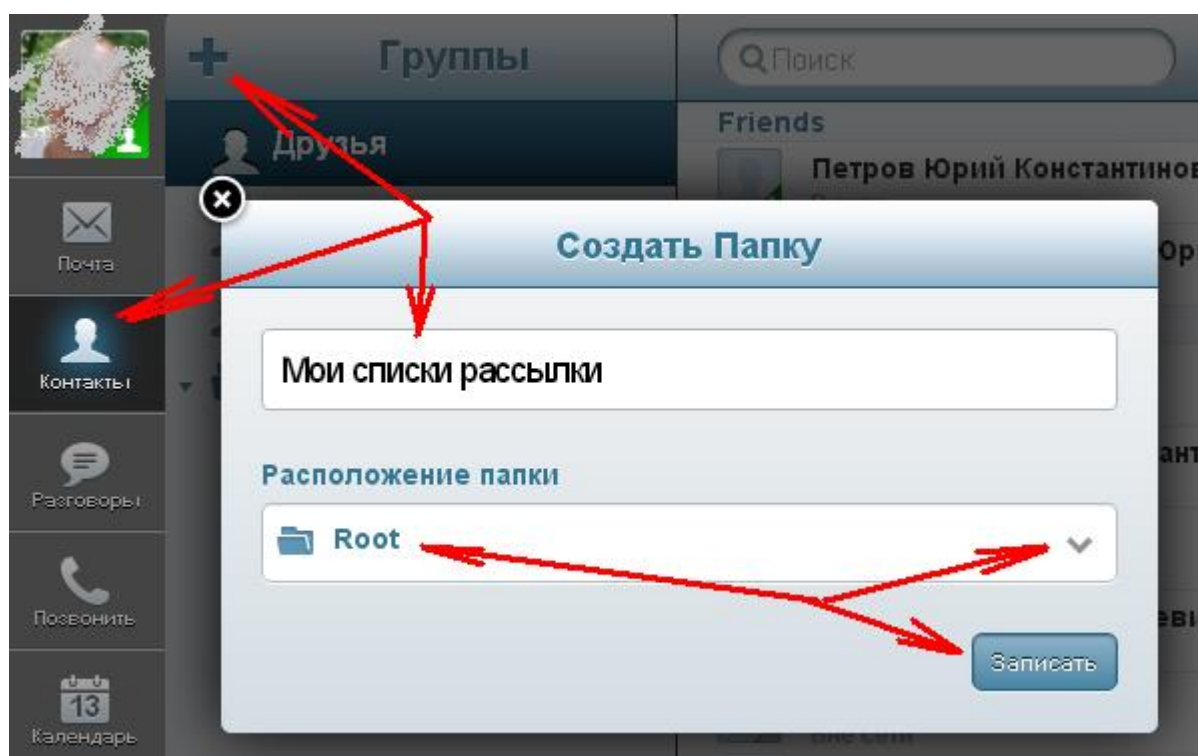 Группы
Поиск
Друзья
Friends
Петров Юрий Константинов
Почта
Создать Папку
Контакты
Мои списки рассылки
Разговоры
Расположение папки
Root
Позвонить
Записать
13
Календарь